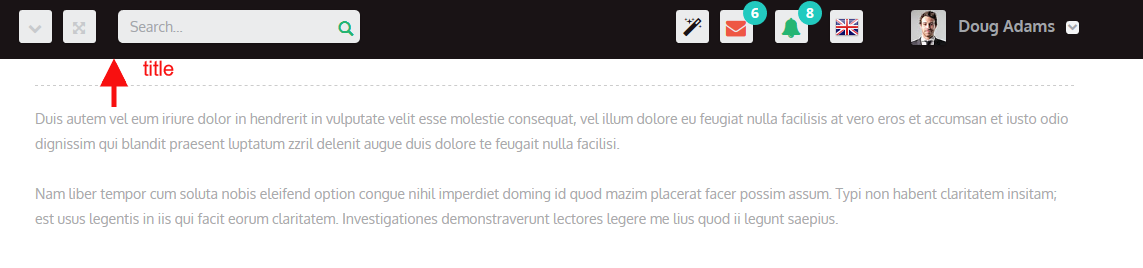 Search...
6
8
Doug Adams
title
Duis autem vel eum iriure dolor in hendrerit in vulputate velit esse molestie consequat, vel illum dolore eu feugiat nulla facilisis at vero eros et accumsan et iusto odio
dignissim qui blandit praesent luptatum zzril delenit augue duis dolore te feugait nulla facilisi.
Nam liber tempor cum soluta nobis eleifend option congue nihil imperdiet doming id quod mazim placerat facer possim assum. Typi non habent claritatem insitam;
est usus legentis in iis qui facit eorum claritatem. Investigationes demonstraverunt lectores legere me lius quod ii legunt saepius.